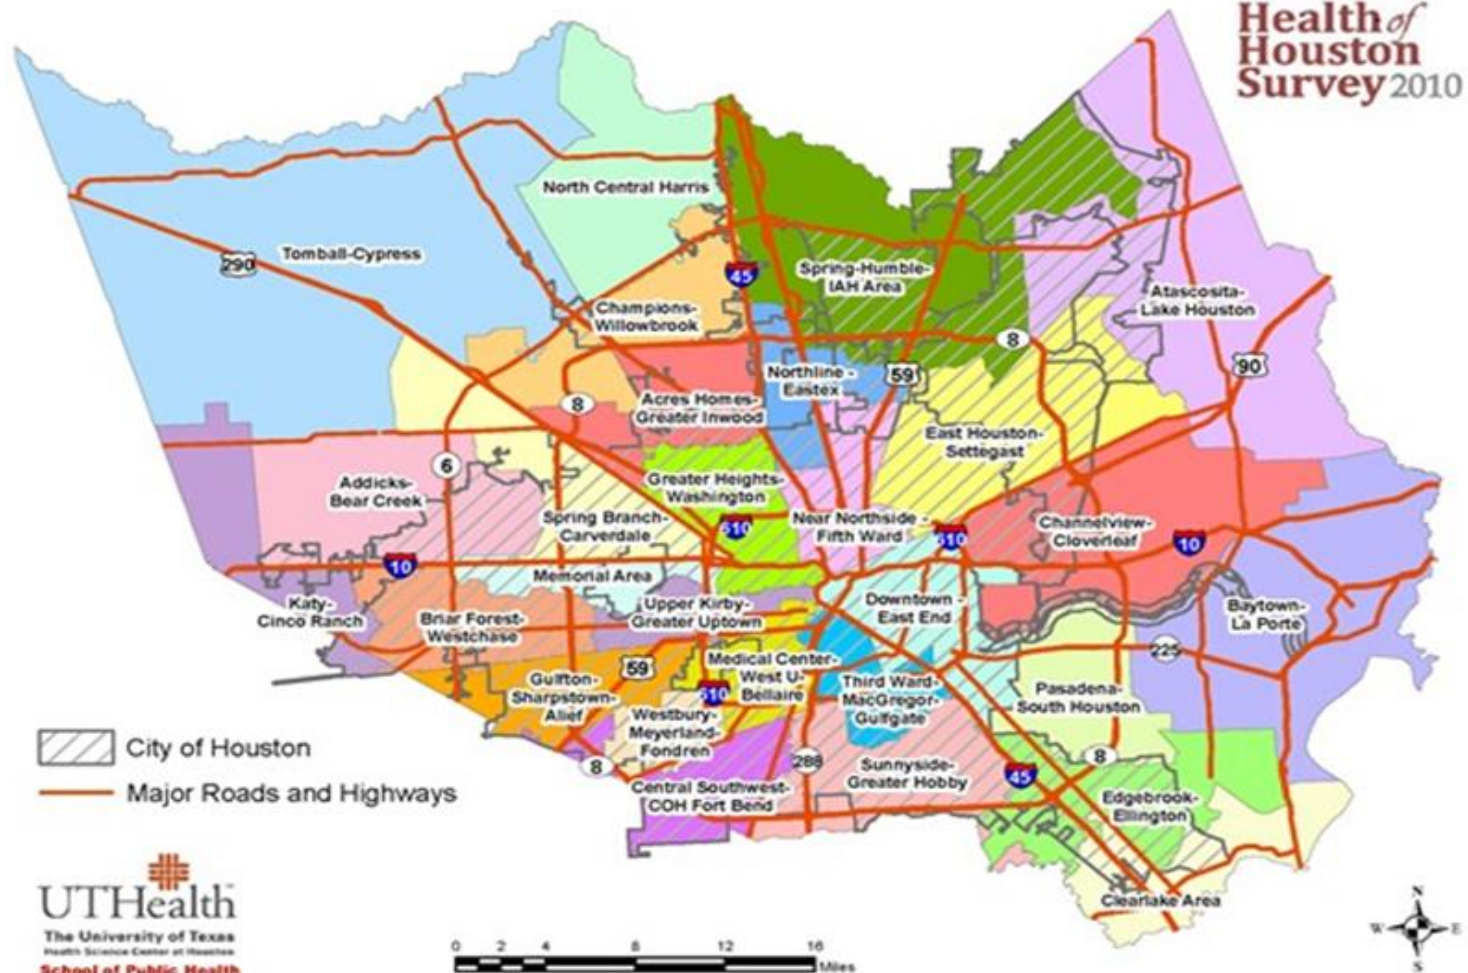 Health of
Houston
Survey 2010
North Central Harris
290
Tomball-Cypress
45
Spring-Humble-
IAH Area
Atascosita-
Lake Houston
Champions-
Willowbrook
8
90
Northline -
Eastex
59
8
Acres Homes-
Greater Inwood
East Houston-
Settegast
6
Addicks-
Bear Creek
Greater Heights-
Washington
Spring Branch-
Carverdale
610
Near Northside -
Fifth Ward
610
Channelview-
Cloverleaf
10
10
Memorial Area
Katy-
Cinco Ranch
Briar Forest-
Westchase
Upper Kirby-
Greater Uptown
Downtown -
East End
Baytown-
La Porte
225
59
Gulfton-
Sharpstown-
Alief
610
Medical Center-
West U-
Bellaire
Third Ward-
MacGregor-
Gulfgate
Pasadena-
South Houston
Westbury-
Meyerland-
Fondren
8
288
8
Sunnyside-
Greater Hobby
45
Central Southwest-
COH Fort Bend
Edgebrook-
Ellington
Clearlake Area
City of Houston
Major Roads and Highways
UTHealth
The University of Texas
Health Science Center at Houston
School of Public Health
0 2 4 8 12 16
Miles
N
W E
S